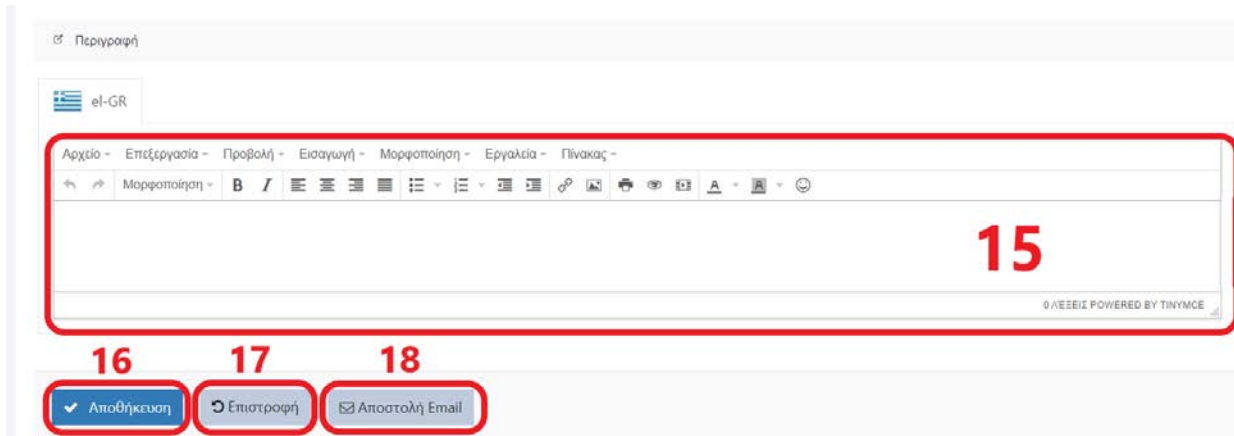 Περιγραφή
el-GR
Αρχείο Επεξεργασία Προβολή Εισαγωγή Μορφοποίηση Εργαλεία Πίνακας
Μορφοποίηση B I A A
15
0 ΛΈΞΕΙΣ POWERED BY TINYMCE
16 17 18
Αποθήκευση Επιστροφή Αποστολή Email